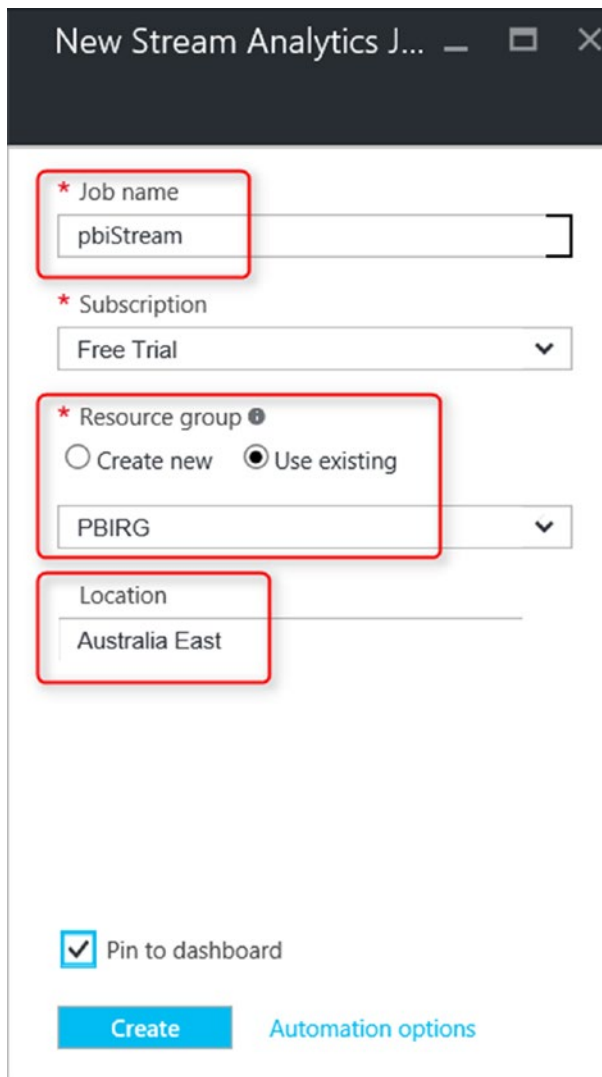 New Stream Analytics J...
* Job name
pbiStream
* Subscription
Free Trial
* Resource group
Create new Use existing
PBIRG
Location
Australia East
Pin to dashboard
Create Automation options